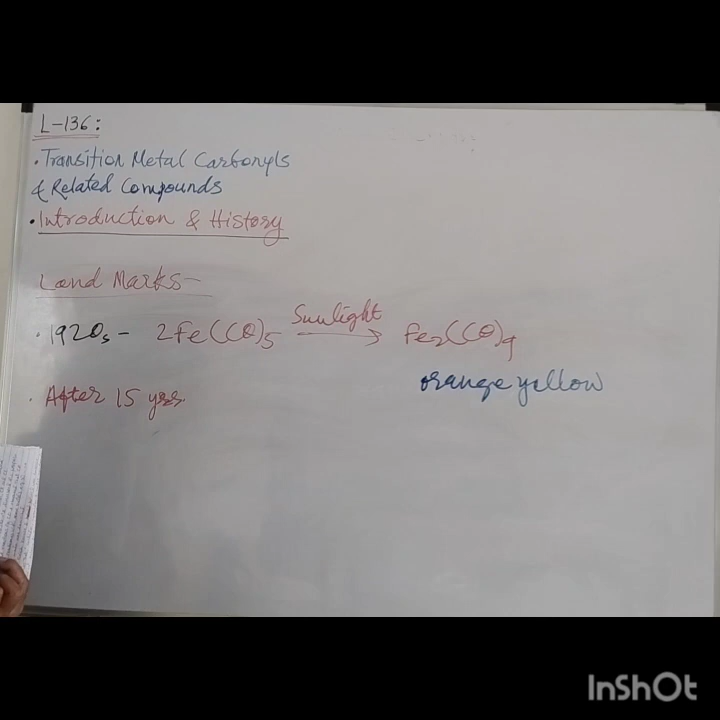 L-136:
• Transition Metal Carbonyls
& Related Compounds
• Introduction & History
Land Marks-
• 1920s - 2Fe(CO)5 Sunlight → Fe2(CO)9
orange yellow
• After 15 yrs.
InShOt